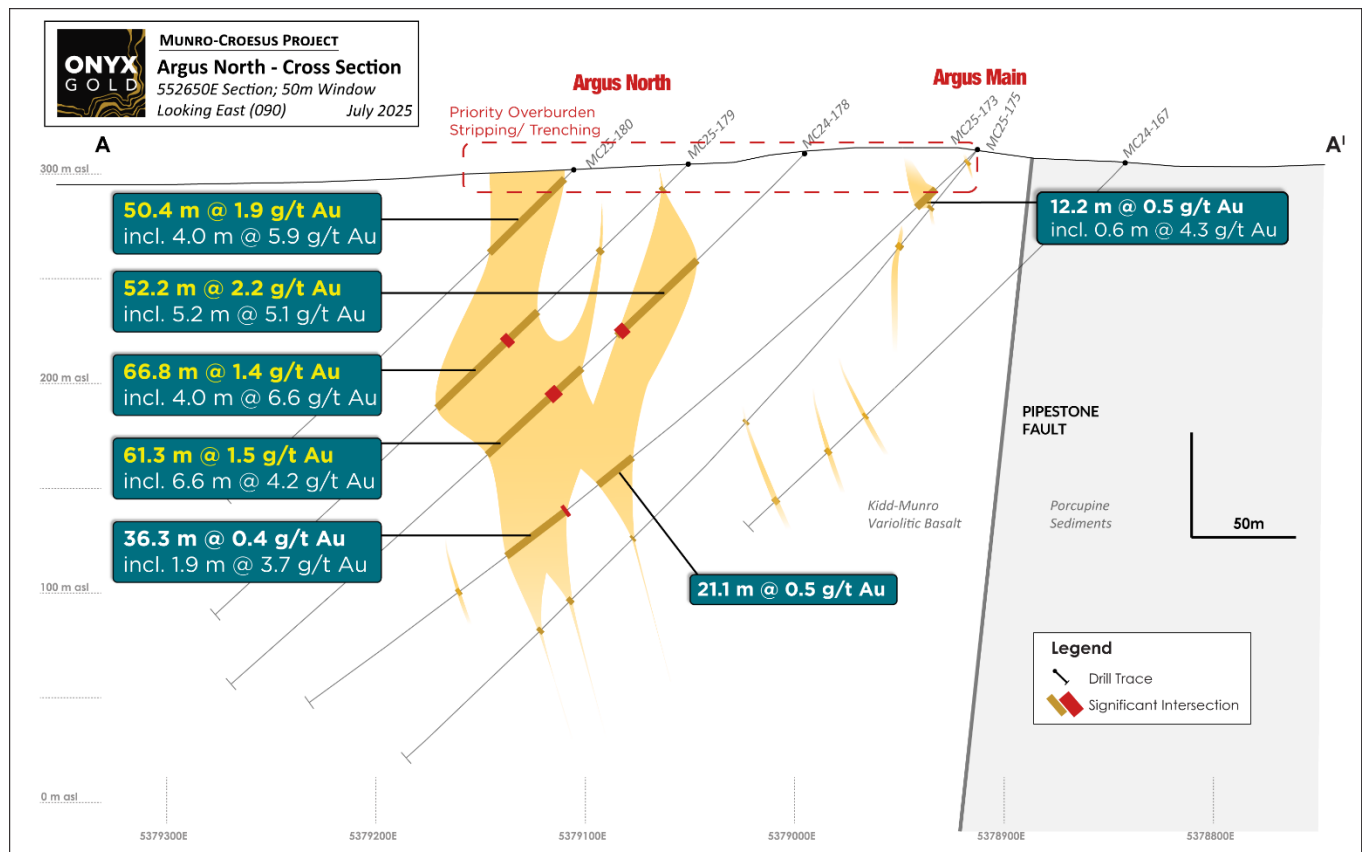 ONYX
GOLD
MUNRO-CROESUS PROJECT
Argus North - Cross Section
552650E Section; 50m Window
Looking East (090) July 2025
Argus North
Argus Main
Priority Overburden
Stripping/ Trenching
A
A'
MC25-180
MC25-179
MC24-178
MC25-173
MC25-175
MC24-167
300 m asl
200 m asl
100 m asl
0 m asl
50.4 m @ 1.9 g/t Au
incl. 4.0 m @ 5.9 g/t Au
52.2 m @ 2.2 g/t Au
incl. 5.2 m @ 5.1 g/t Au
66.8 m @ 1.4 g/t Au
incl. 4.0 m @ 6.6 g/t Au
61.3 m @ 1.5 g/t Au
incl. 6.6 m @ 4.2 g/t Au
36.3 m @ 0.4 g/t Au
incl. 1.9 m @ 3.7 g/t Au
12.2 m @ 0.5 g/t Au
incl. 0.6 m @ 4.3 g/t Au
21.1 m @ 0.5 g/t Au
PIPESTONE
FAULT
Kidd-Munro
Variolitic Basalt
Porcupine
Sediments
50m
Legend
Drill Trace
Significant Intersection
5379300E
5379200E
5379100E
5379000E
5378900E
5378800E